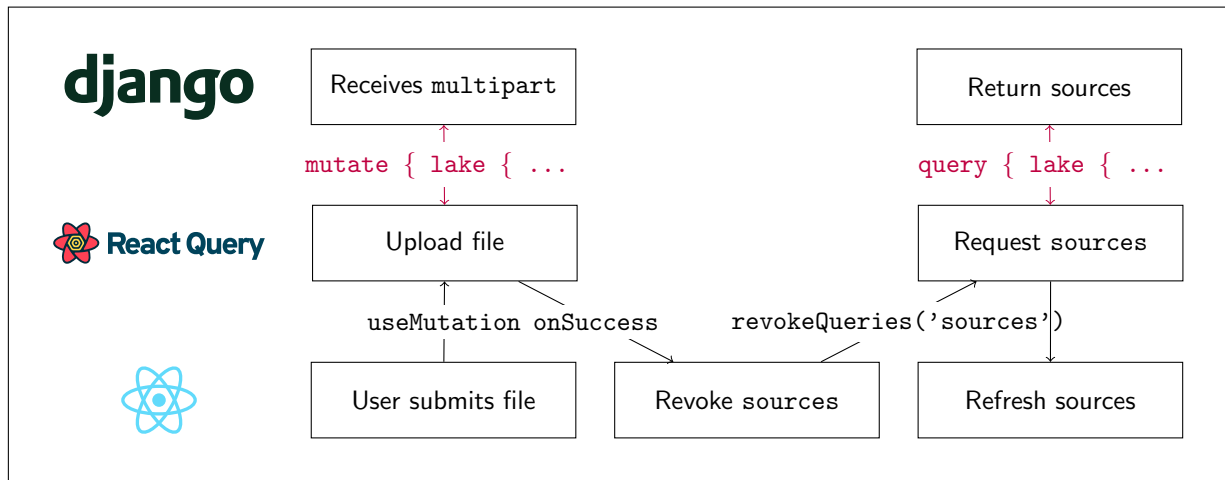 django
Receives multipart
Return sources
mutate { lake { ...
query { lake { ...
React Query
Upload file
Request sources
useMutation onSuccess
revokeQueries('sources')
User submits file
Revoke sources
Refresh sources